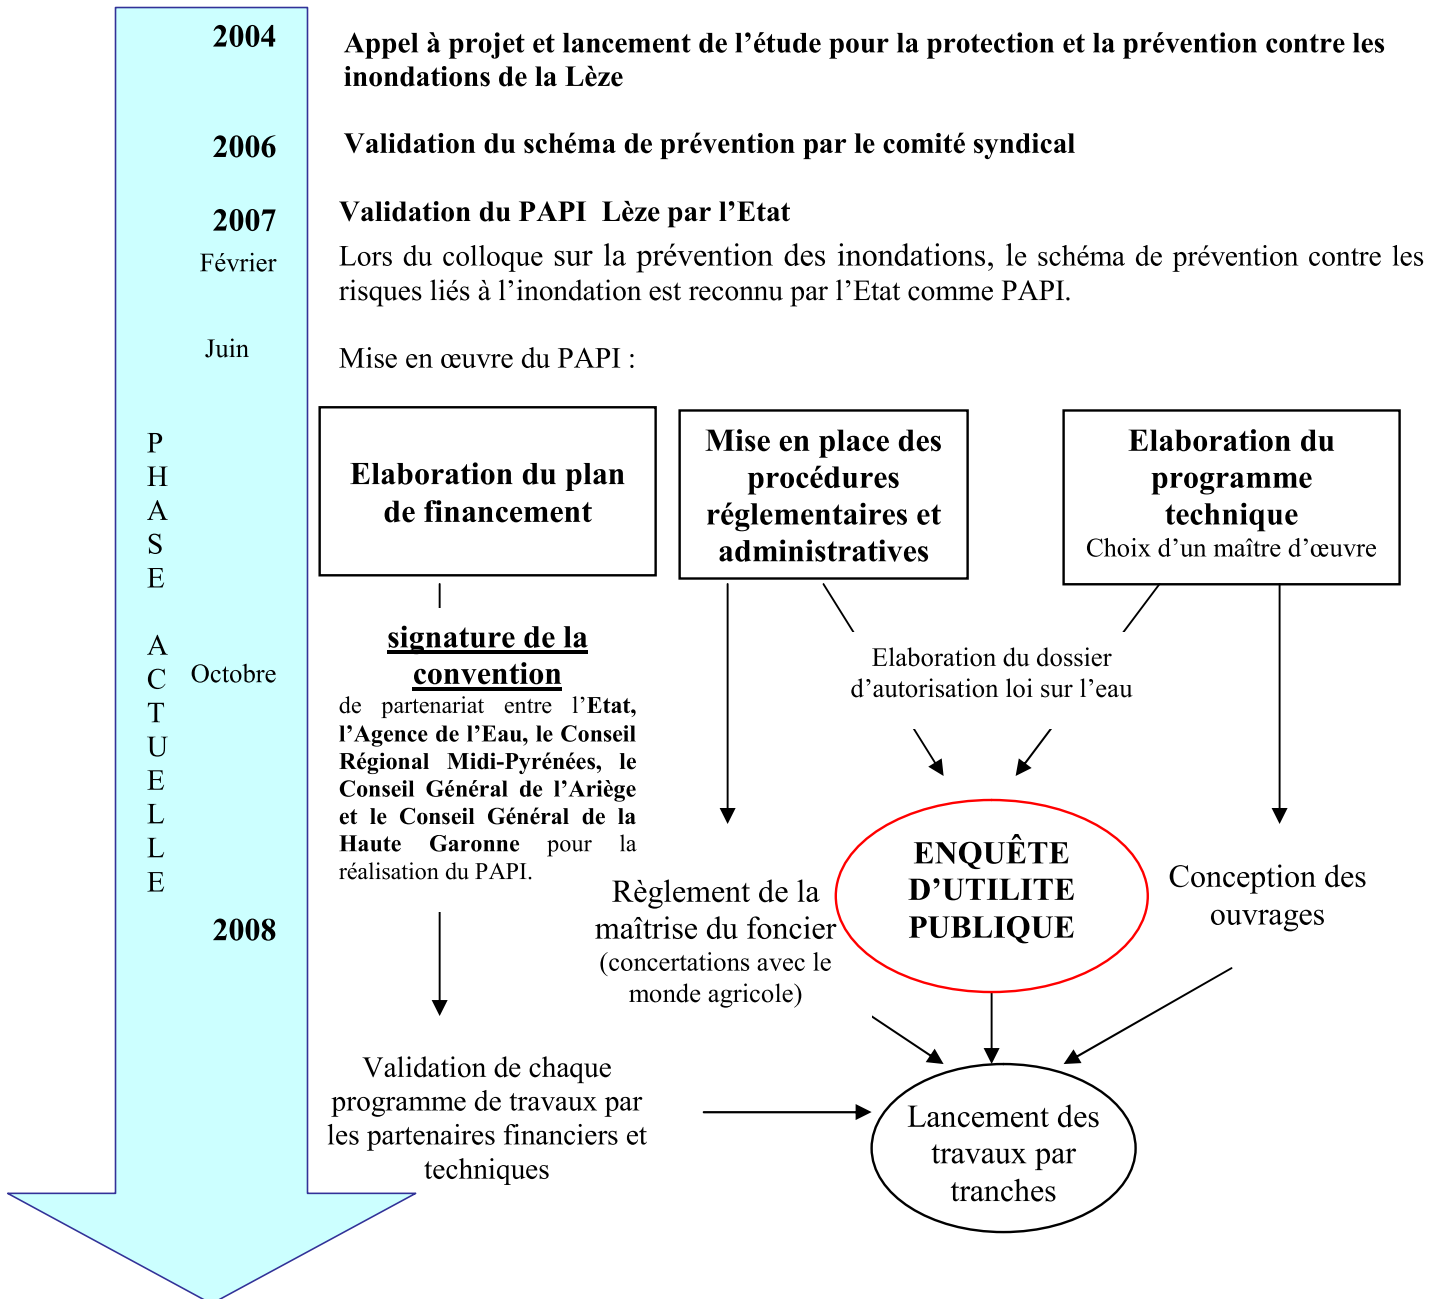 2004
Appel à projet et lancement de l’étude pour la protection et la prévention contre les
inondations de la Lèze
2006
Validation du schéma de prévention par le comité syndical
2007
Validation du PAPI Lèze par l’Etat
Février
Lors du colloque sur la prévention des inondations, le schéma de prévention contre les
risques liés à l’inondation est reconnu par l’Etat comme PAPI.
Juin
Mise en œuvre du PAPI :
PHASE ACTUELLE
Elaboration du plan
de financement
Mise en place des
procédures
réglementaires et
administratives
Elaboration du
programme
technique
Choix d’un maître d’œuvre
Octobre
signature de la
convention
de partenariat entre l’Etat,
l’Agence de l’Eau, le Conseil
Régional Midi-Pyrénées, le
Conseil Général de l’Ariège
et le Conseil Général de la
Haute Garonne pour la
réalisation du PAPI.
Elaboration du dossier
d’autorisation loi sur l’eau
2008
Règlement de la
maîtrise du foncier
(concertations avec le
monde agricole)
ENQUÊTE
D’UTILITE
PUBLIQUE
Conception des
ouvrages
Validation de chaque
programme de travaux par
les partenaires financiers et
techniques
Lancement des
travaux par
tranches